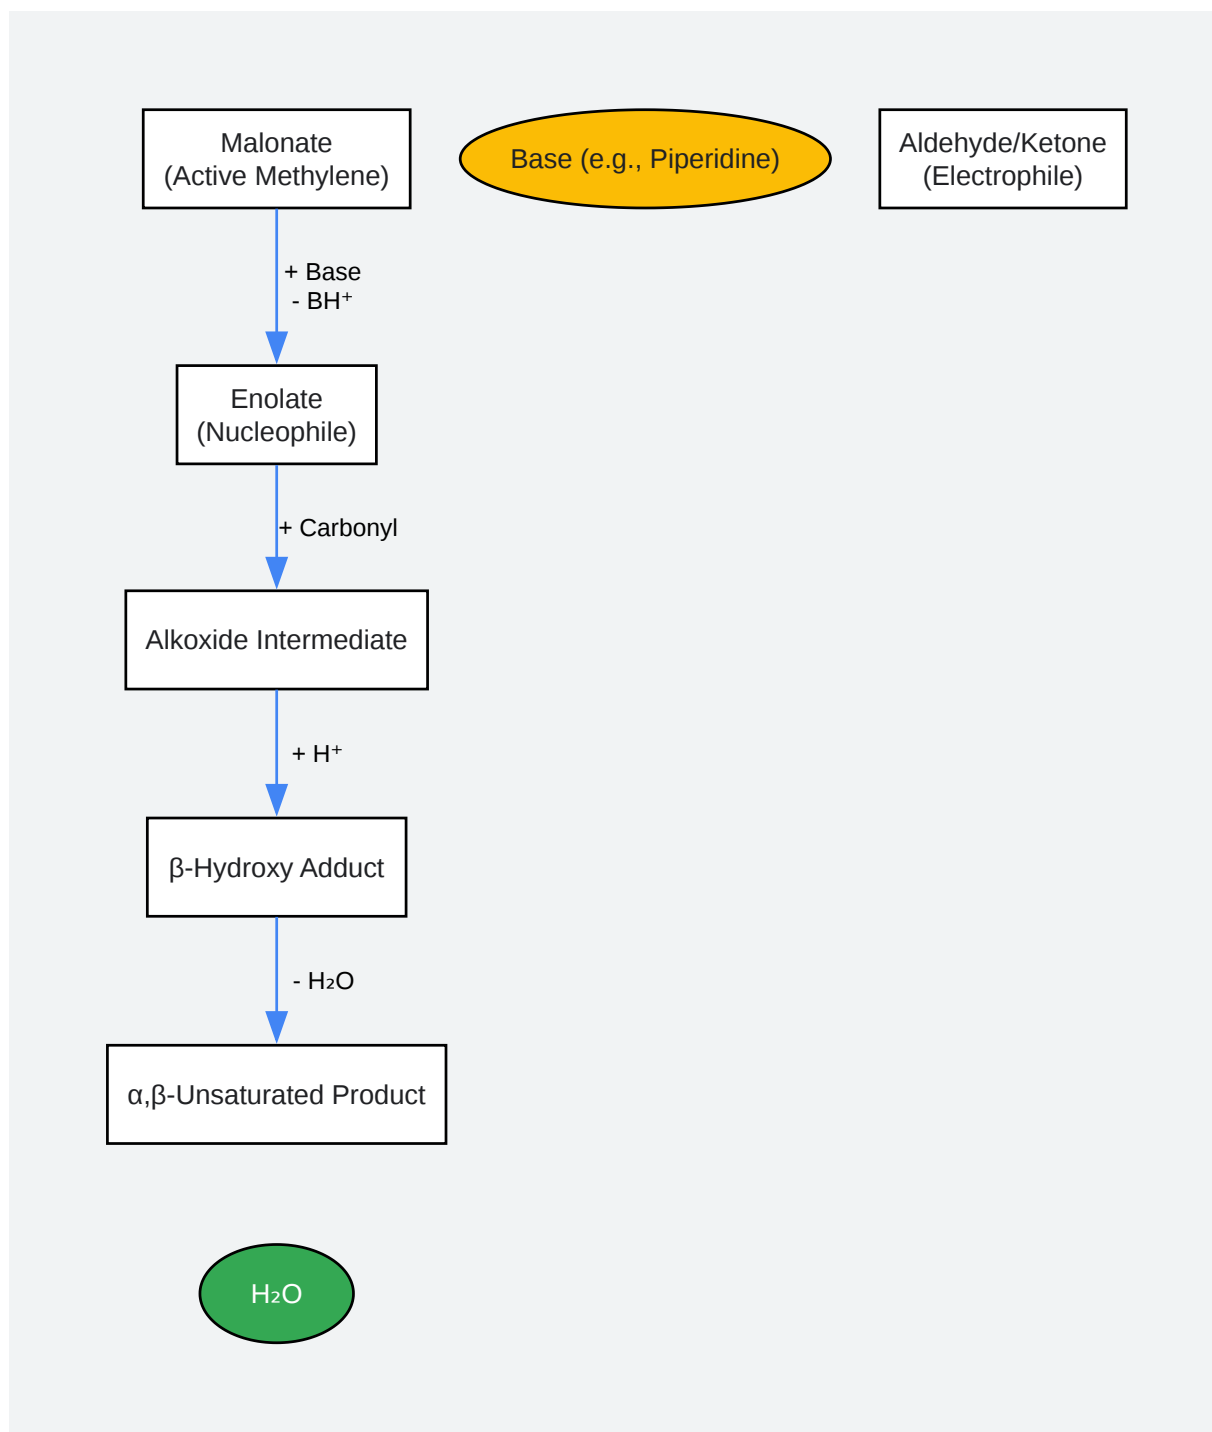 Malonate
(Active Methylene)
Base (e.g., Piperidine)
Aldehyde/Ketone
(Electrophile)
+ Base
- BH⁺
Enolate
(Nucleophile)
+ Carbonyl
Alkoxide Intermediate
+ H⁺
β-Hydroxy Adduct
- H₂O
α,β-Unsaturated Product
H₂O